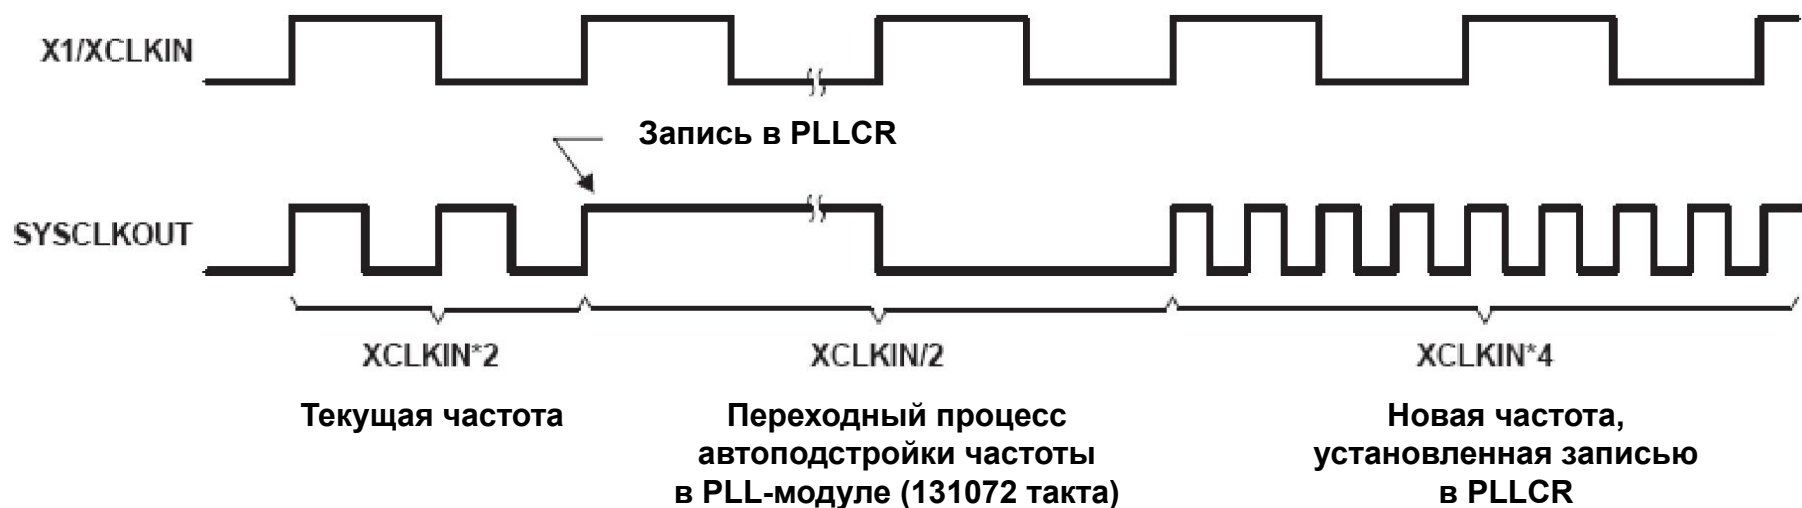 X1/XCLKIN
Запись в PLLCR
SYSCLKOUT
XCLKIN*2
XCLKIN/2
XCLKIN*4
Текущая частота
Переходный процесс
автоподстройки частоты
в PLL-модуле (131072 такта)
Новая частота,
установленная записью
в PLLCR